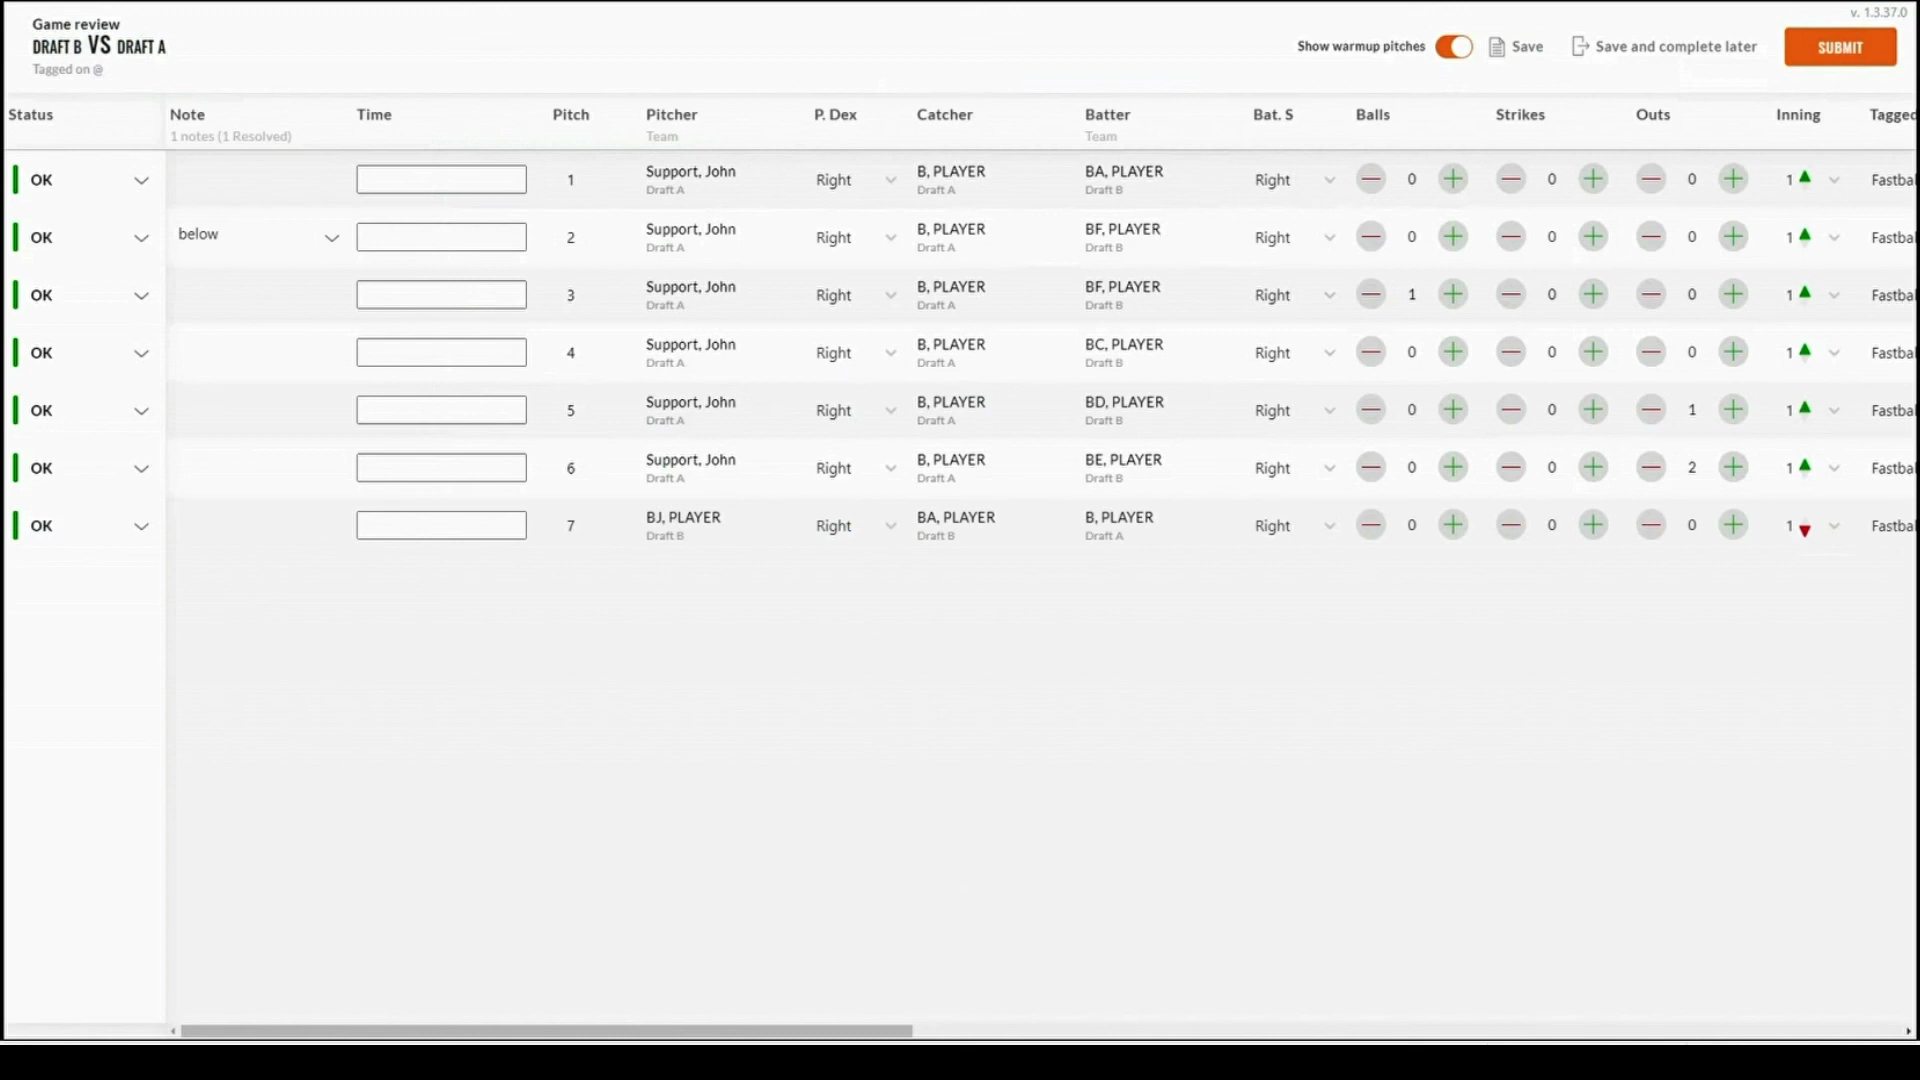 v. 1.3.37.0
Game review
DRAFT B VS DRAFT A
Tagged on @
Show warmup pitches Save Save and complete later SUBMIT
Status Note Time Pitch Pitcher P. Dex Catcher Batter Bat. S Balls Strikes Outs Inning Tagged
1 notes (1 Resolved) Team Team
OK 1 Support, John Right B, PLAYER BA, PLAYER Right 0 0 0 1 Fastbal
Draft A Draft A Draft B
OK below 2 Support, John Right B, PLAYER BF, PLAYER Right 0 0 0 1 Fastbal
Draft A Draft A Draft B
OK 3 Support, John Right B, PLAYER BF, PLAYER Right 1 0 0 1 Fastbal
Draft A Draft A Draft B
OK 4 Support, John Right B, PLAYER BC, PLAYER Right 0 0 0 1 Fastbal
Draft A Draft A Draft B
OK 5 Support, John Right B, PLAYER BD, PLAYER Right 0 0 1 1 Fastbal
Draft A Draft A Draft B
OK 6 Support, John Right B, PLAYER BE, PLAYER Right 0 0 2 1 Fastbal
Draft A Draft A Draft B
OK 7 BJ, PLAYER Right BA, PLAYER B, PLAYER Right 0 0 0 1 Fastbal
Draft B Draft B Draft A